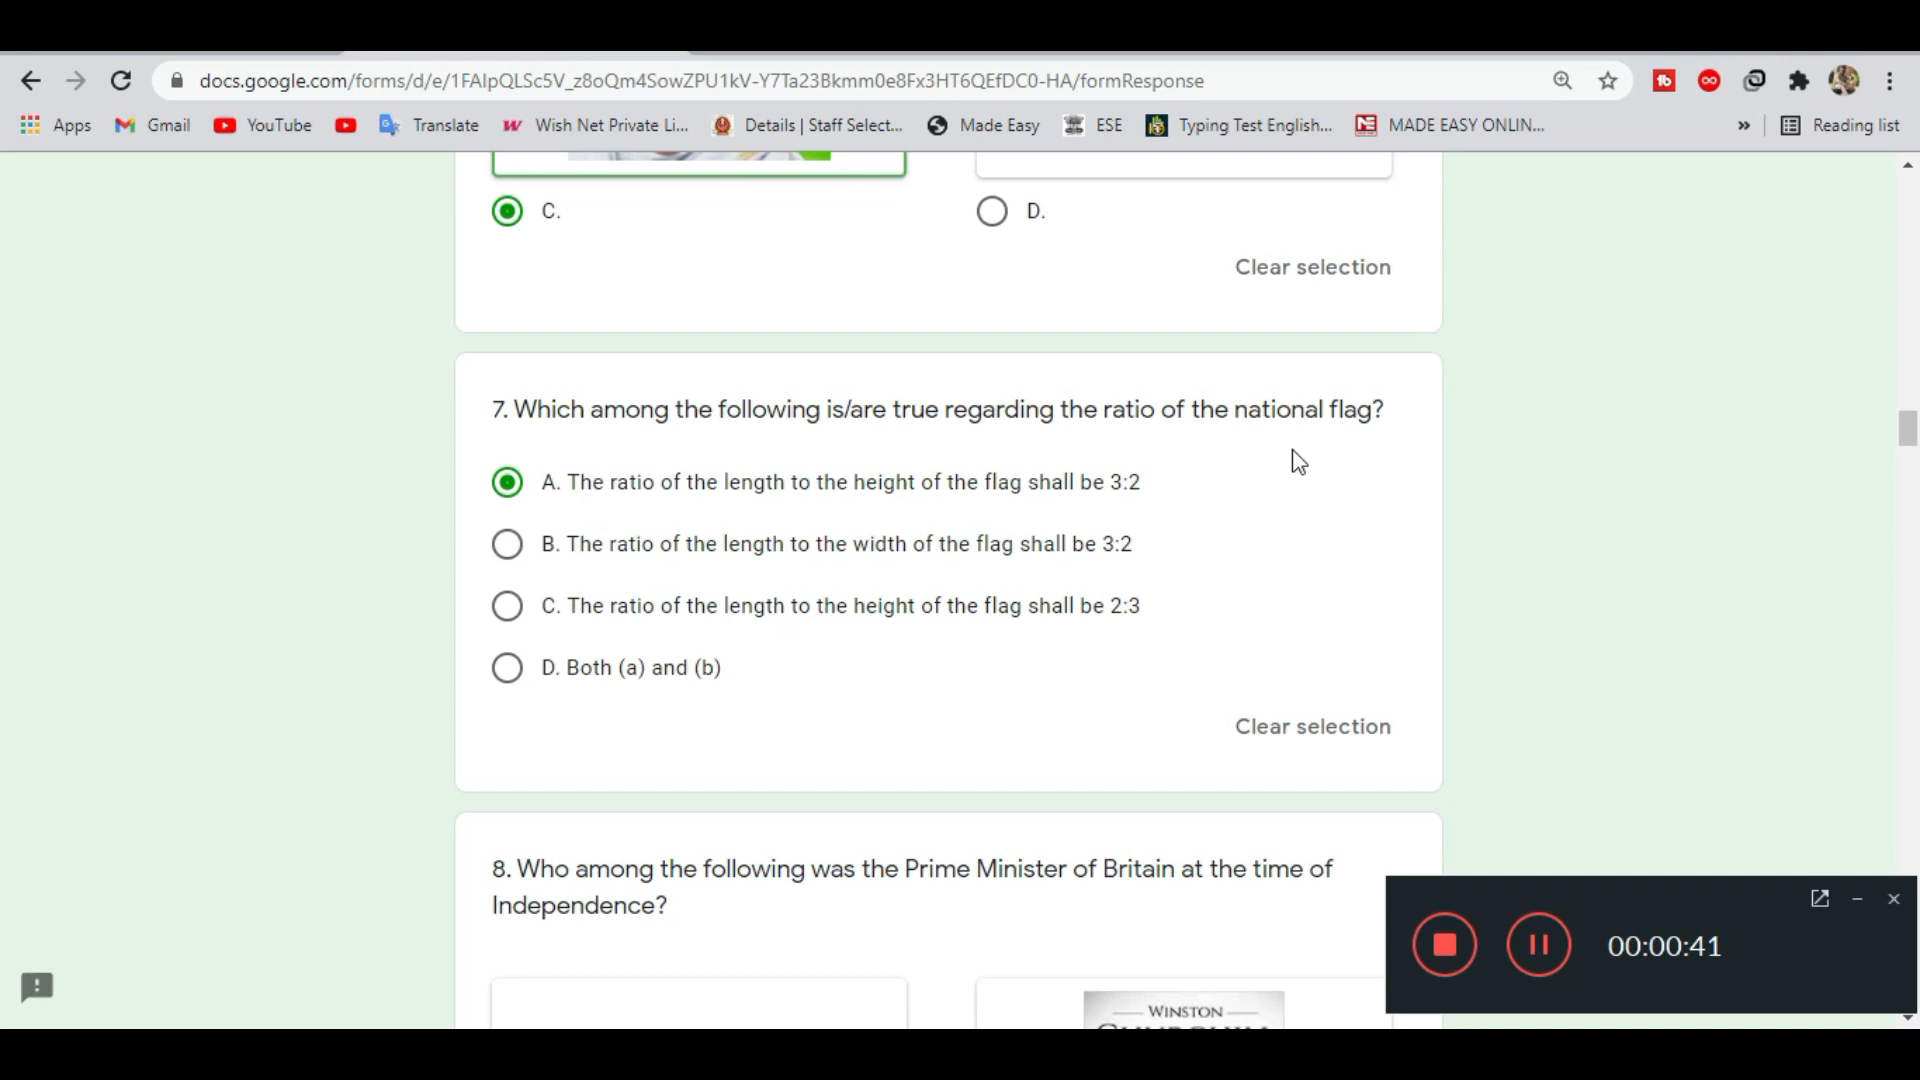 docs.google.com/forms/d/e/1FAIpQLSc5V_z8oQm4SowZPU1kV-Y7Ta23Bkmm0e8Fx3HT6QEfDC0-HA/formResponse
Apps Gmail YouTube Translate Wish Net Private Li... Details | Staff Select... Made Easy ESE Typing Test English... MADE EASY ONLIN... » Reading list
C. D.
Clear selection
7. Which among the following is/are true regarding the ratio of the national flag?
A. The ratio of the length to the height of the flag shall be 3:2
B. The ratio of the length to the width of the flag shall be 3:2
C. The ratio of the length to the height of the flag shall be 2:3
D. Both (a) and (b)
Clear selection
8. Who among the following was the Prime Minister of Britain at the time of
Independence?
00:00:41
WINSTON